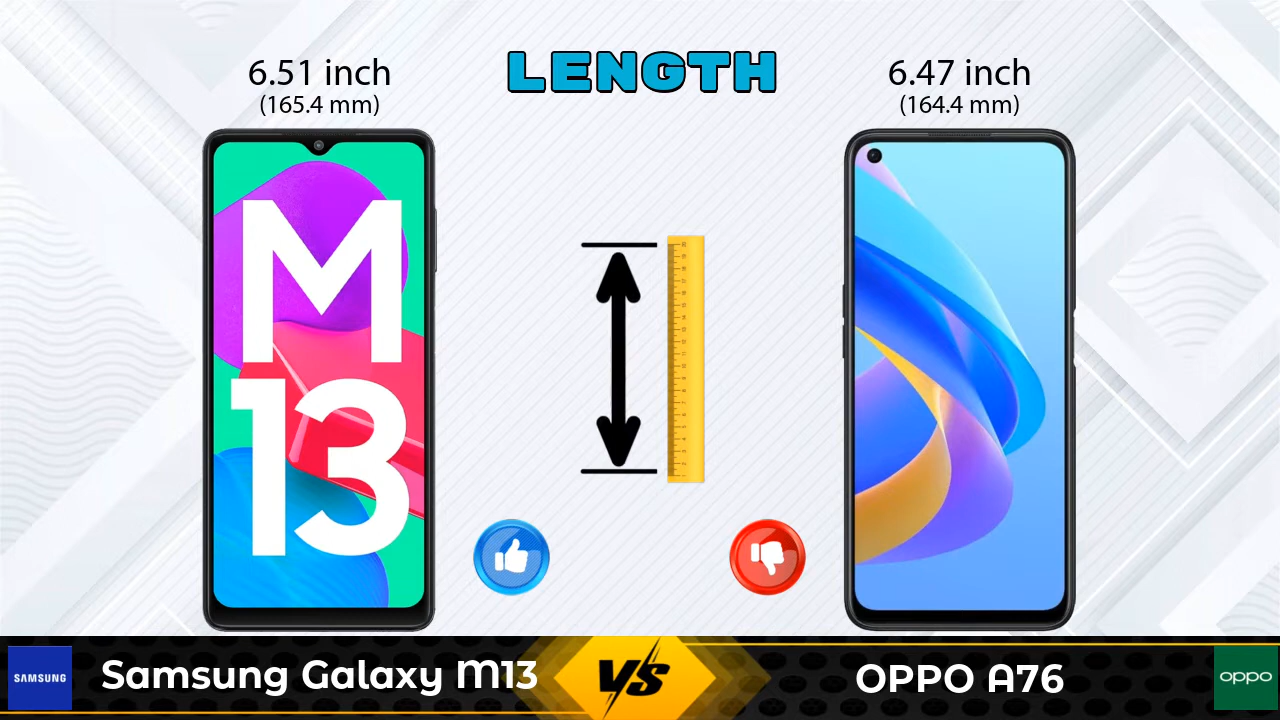 LENGTH
6.51 inch
(165.4 mm)
6.47 inch
(164.4 mm)
M
13
SAMSUNG
Samsung Galaxy M13
VS
OPPO A76
oppo